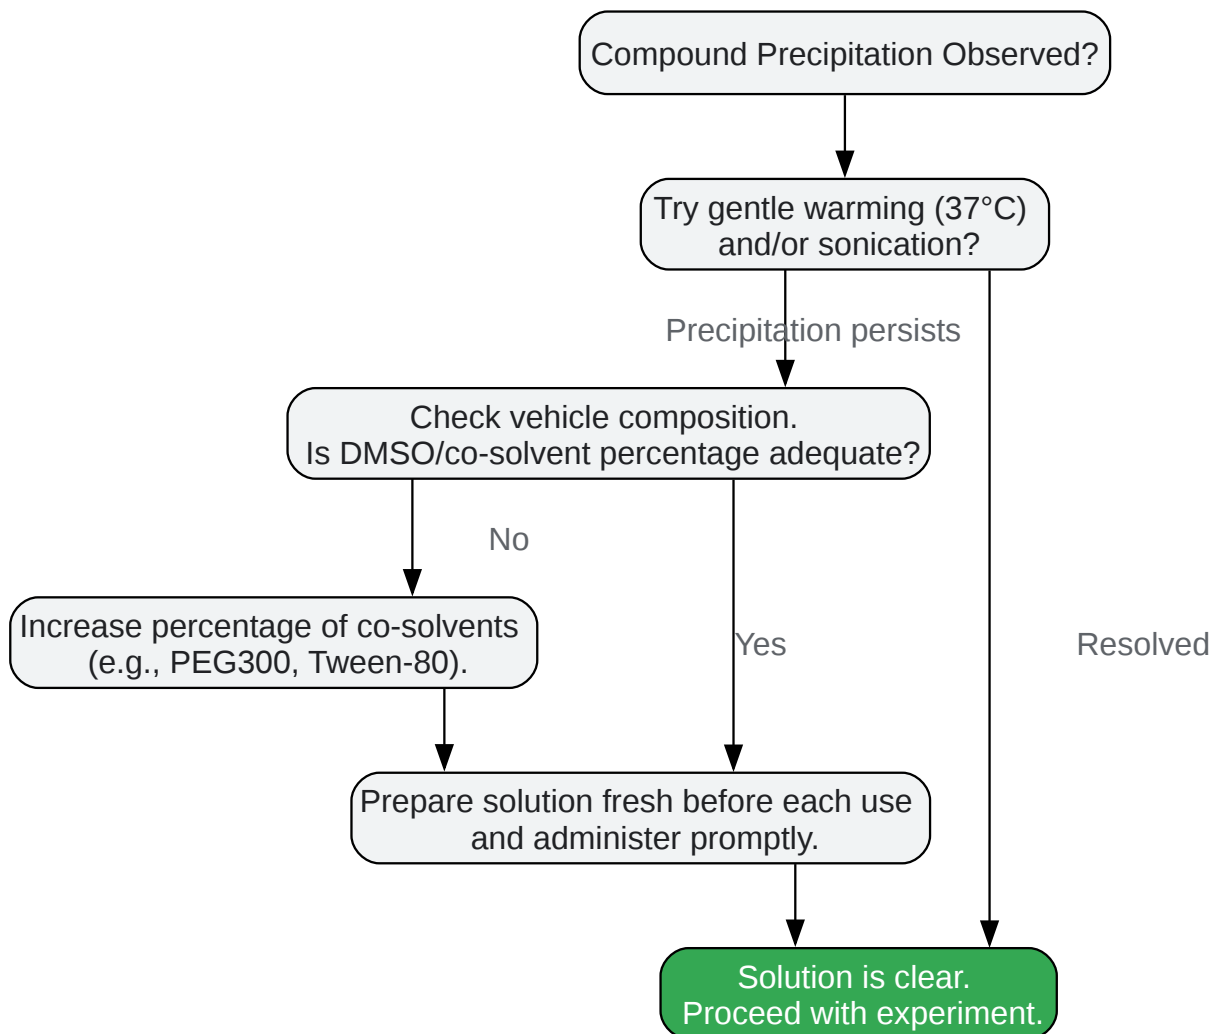 Compound Precipitation Observed?
Try gentle warming (37°C)
and/or sonication?
Precipitation persists
Check vehicle composition.
Is DMSO/co-solvent percentage adequate?
No
Increase percentage of co-solvents
(e.g., PEG300, Tween-80).
Yes
Resolved
Prepare solution fresh before each use
and administer promptly.
Solution is clear.
Proceed with experiment.